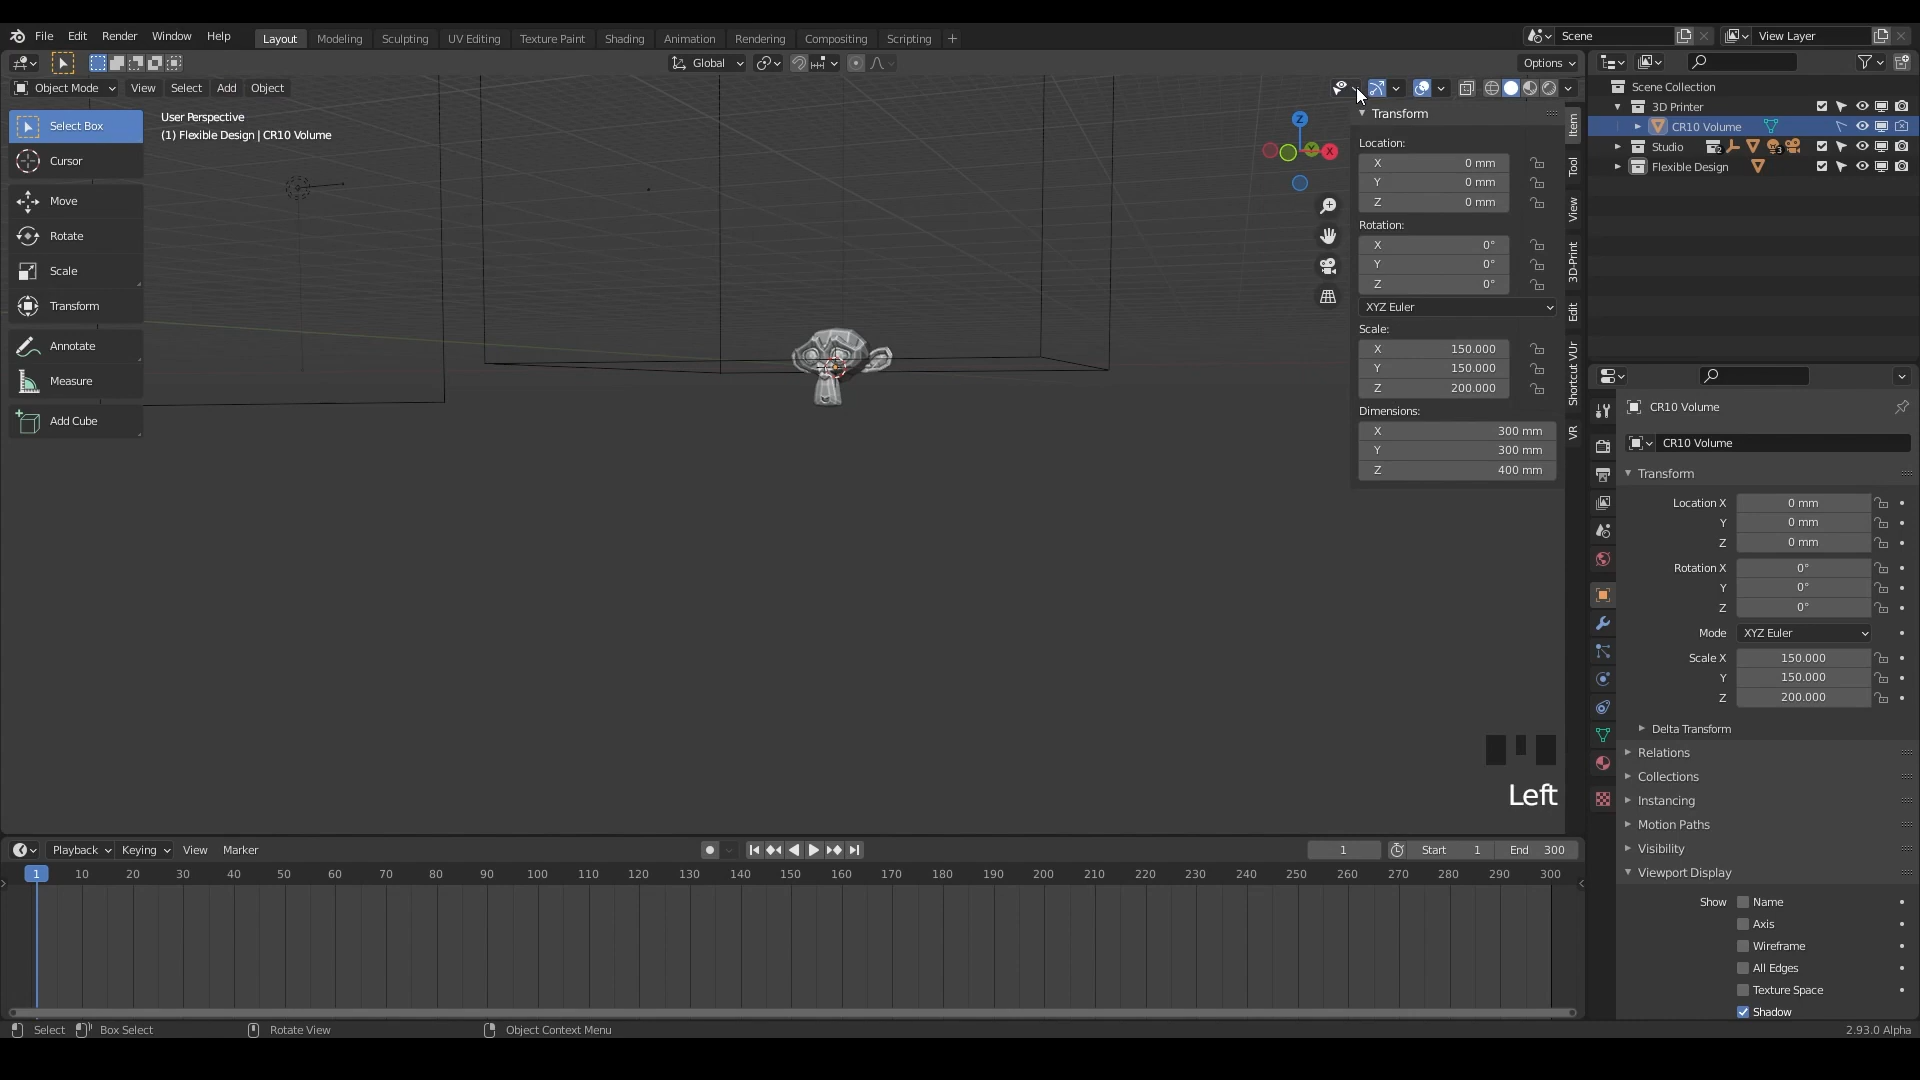 File Edit Render Window Help Layout Modeling Sculpting UV Editing Texture Paint Shading Animation Rendering Compositing Scripting + Scene View Layer
Global Options
Object Mode View Select Add Object
Select Box
Cursor
Move
Rotate
Scale
Transform
Annotate
Measure
Add Cube
User Perspective
(1) Flexible Design | CR10 Volume
Z
Y
X
Transform
Location:
X 0 mm
Y 0 mm
Z 0 mm
Rotation:
X 0°
Y 0°
Z 0°
XYZ Euler
Scale:
X 150.000
Y 150.000
Z 200.000
Dimensions:
X 300 mm
Y 300 mm
Z 400 mm
Item
Tool
View
3D-Print
Edit
Shortcut VUr
VR
Left
Scene Collection
3D Printer
CR10 Volume
Studio 2 3
Flexible Design
CR10 Volume
CR10 Volume
Transform
Location X 0 mm
Y 0 mm
Z 0 mm
Rotation X 0°
Y 0°
Z 0°
Mode XYZ Euler
Scale X 150.000
Y 150.000
Z 200.000
Delta Transform
Relations
Collections
Instancing
Motion Paths
Visibility
Viewport Display
Show Name
Axis
Wireframe
All Edges
Texture Space
Shadow
Playback Keying View Marker 1 Start 1 End 300
1 10 20 30 40 50 60 70 80 90 100 110 120 130 140 150 160 170 180 190 200 210 220 230 240 250 260 270 280 290 300
Select Box Select Rotate View Object Context Menu 2.93.0 Alpha